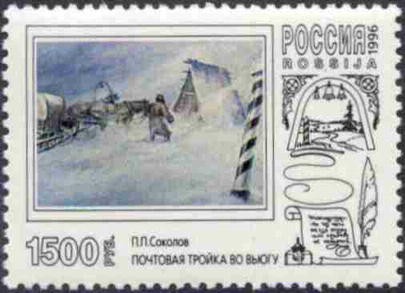 РОССИЯ
ROSSIJA
1996
1500 РУБ.
П.П.Соколов
ПОЧТОВАЯ ТРОЙКА ВО ВЬЮГУ